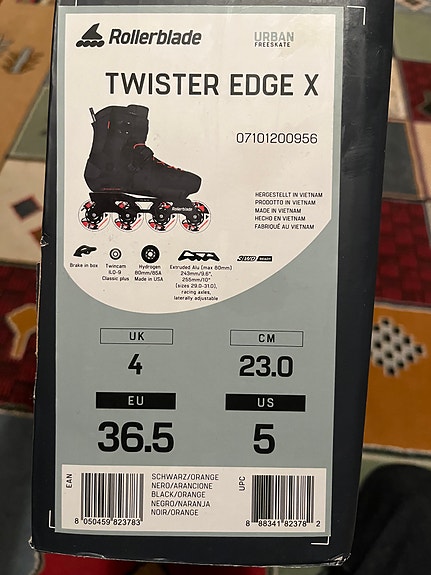 Rollerblade
URBAN
FREESKATE
TWISTER EDGE X
07101200956
Rollerblade
HERGESTELLT IN VIETNAM
PRODOTTO IN VIETNAM
MADE IN VIETNAM
HECHO EN VIETNAM
FABRIQUÉ AU VIETNAM
Brake in box
Twincam
ILQ-9
Classic plus
Hydrogen
80mm/85A
Made in USA
Extruded Alu (max 80mm)
243mm/9.6"
255mm/10"
(sizes 29.0-31.0),
racing axles,
laterally adjustable
READY
UK
4
CM
23.0
EU
36.5
US
5
EAN
8 050459 823783
SCHWARZ/ORANGE
NERO/ARANCIONE
BLACK/ORANGE
NEGRO/NARANJA
NOIR/ORANGE
UPC
8 88341 82378 2